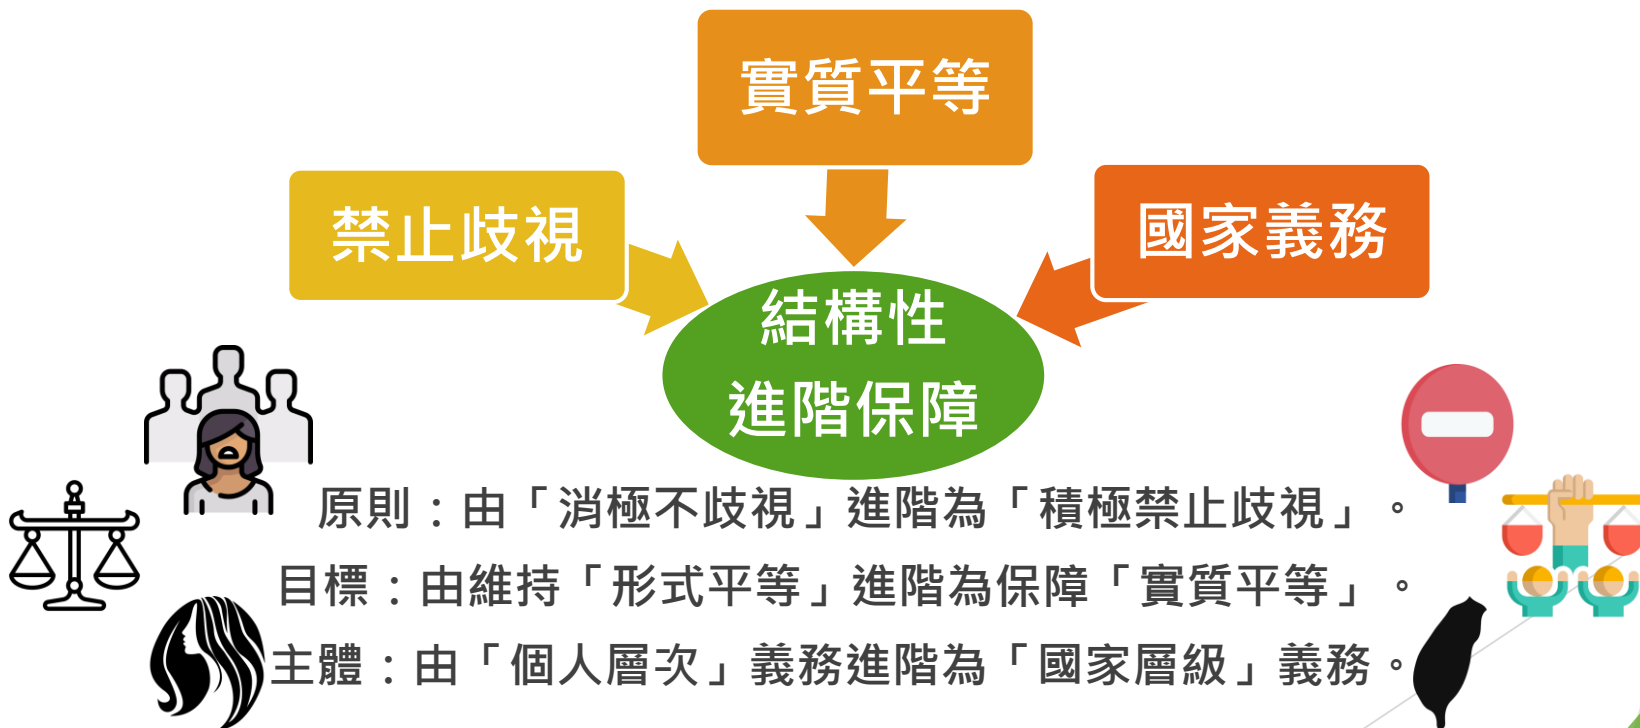 實質平等
禁止歧視
國家義務
結構性
進階保障
原則：由「消極不歧視」進階為「積極禁止歧視」。
目標：由維持「形式平等」進階為保障「實質平等」。
主體：由「個人層次」義務進階為「國家層級」義務。